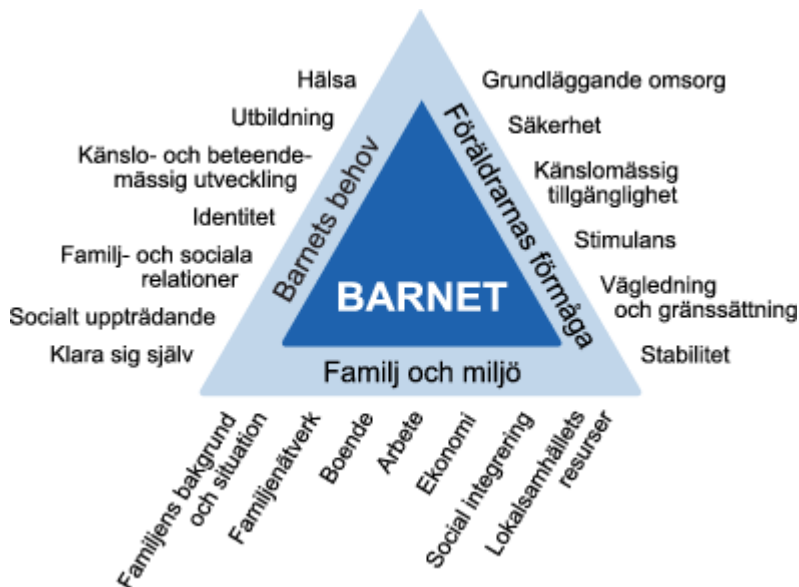 Hälsa
Utbildning
Känslo- och beteende-
mässig utveckling
Identitet
Familj- och sociala
relationer
Socialt uppträdande
Klara sig själv
Barnets behov
BARNET
Föräldrarnas förmåga
Grundläggande omsorg
Säkerhet
Känslomässig
tillgänglighet
Stimulans
Vägledning
och gränssättning
Stabilitet
Familj och miljö
Familjens bakgrund
och situation
Familjenätverk
Boende
Arbete
Ekonomi
Social integrering
Lokalsamhällets
resurser